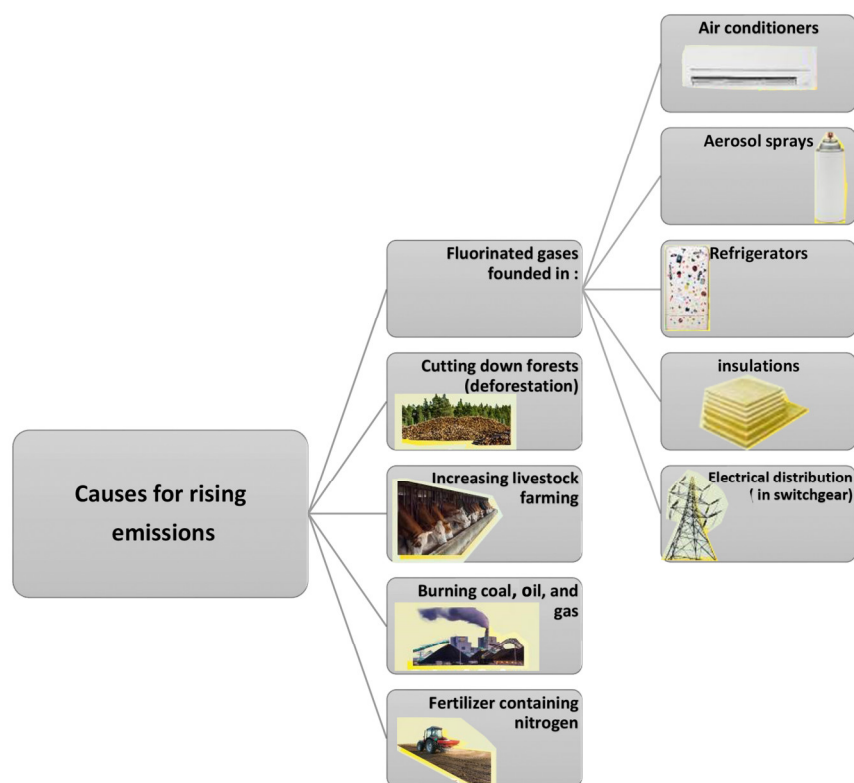 Causes for rising
emissions
Fluorinated gases
founded in :
Cutting down forests
(deforestation)
Increasing livestock
farming
Burning coal, oil, and
gas
Fertilizer containing
nitrogen
Air conditioners
Aerosol sprays
Refrigerators
insulations
Electrical distribution
( in switchgear)